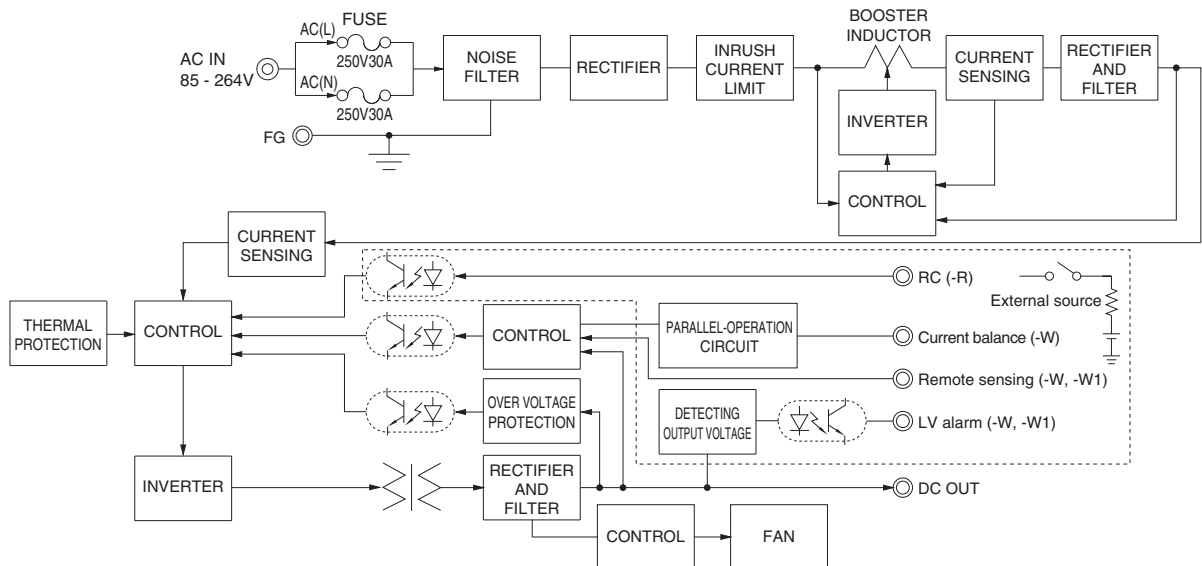 FUSE
AC(L)
250V30A
AC IN
85 - 264V
AC(N)
250V30A
FG
NOISE
FILTER
RECTIFIER
INRUSH
CURRENT
LIMIT
BOOSTER
INDUCTOR
CURRENT
SENSING
RECTIFIER
AND
FILTER
INVERTER
CONTROL
CURRENT
SENSING
RC (-R)
External source
THERMAL
PROTECTION
CONTROL
CONTROL
PARALLEL-OPERATION
CIRCUIT
Current balance (-W)
Remote sensing (-W, -W1)
OVER VOLTAGE
PROTECTION
DETECTING
OUTPUT VOLTAGE
LV alarm (-W, -W1)
INVERTER
RECTIFIER
AND
FILTER
DC OUT
CONTROL
FAN